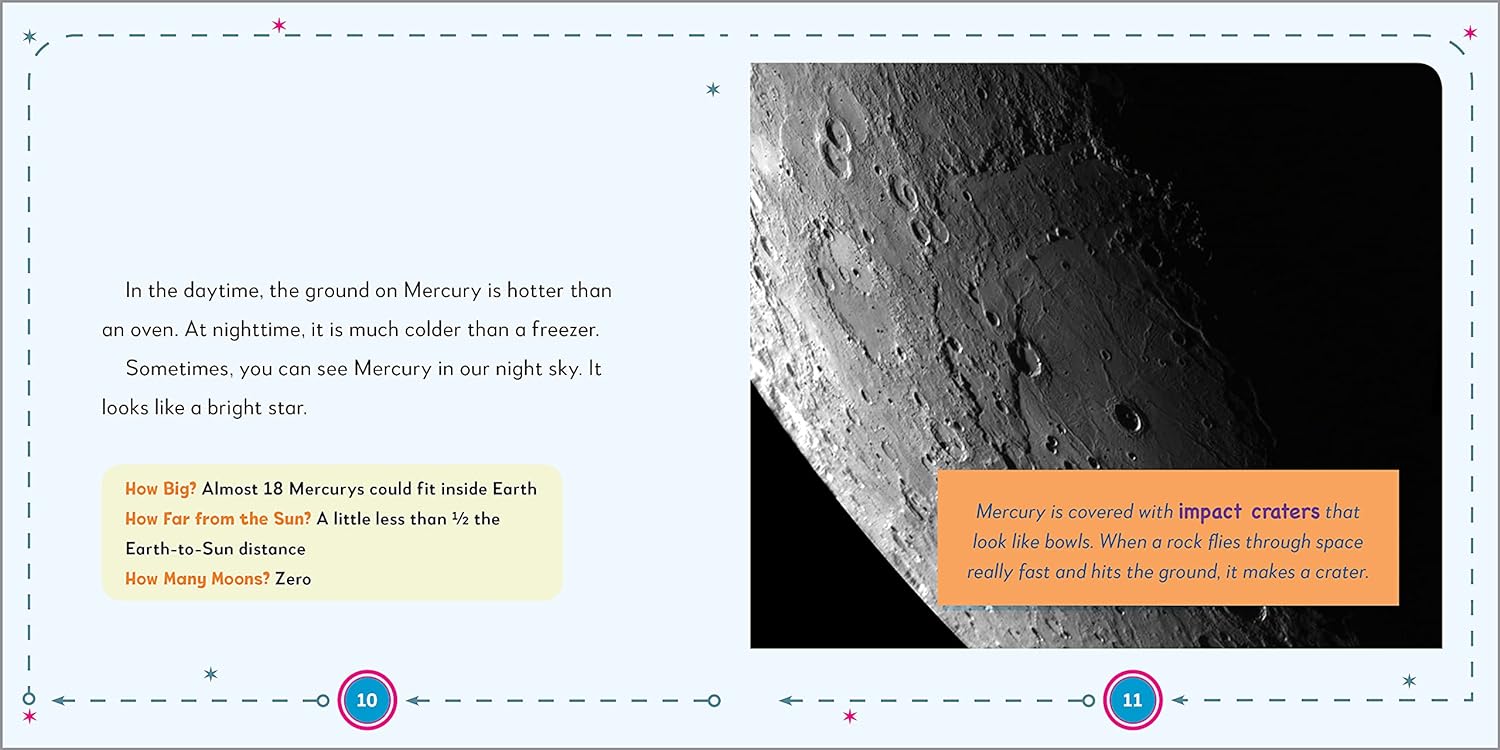 In the daytime, the ground on Mercury is hotter than
an oven. At nighttime, it is much colder than a freezer.
Sometimes, you can see Mercury in our night sky. It
looks like a bright star.
How Big? Almost 18 Mercurys could fit inside Earth
How Far from the Sun? A little less than ½ the
Earth-to-Sun distance
How Many Moons? Zero
10
Mercury is covered with impact craters that
look like bowls. When a rock flies through space
really fast and hits the ground, it makes a crater.
11